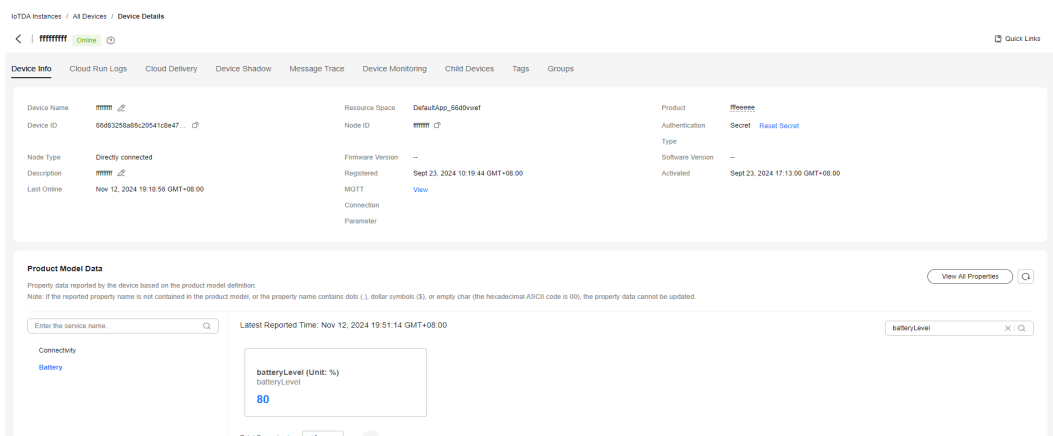 IoTDA Instances / All Devices / Device Details
fffffffff Online
Quick Links
Device Info Cloud Run Logs Cloud Delivery Device Shadow Message Trace Device Monitoring Child Devices Tags Groups
Device Name fffffffff Resource Space DefaultApp_66d0vwef Product fffeeeee
Device ID 66d83258a86c20541c8e47... Node ID fffffffff Authentication Type Secret Reset Secret
Node Type Directly connected Firmware Version -- Software Version --
Description fffffffff Registered Sept 23, 2024 10:19:44 GMT+08:00 Activated Sept 23, 2024 17:13:00 GMT+08:00
Last Online Nov 12, 2024 19:18:56 GMT+08:00 MQTT Connection Parameter View
Product Model Data
View All Properties
Property data reported by the device based on the product model definition.
Note: If the reported property name is not contained in the product model, or the property name contains dots (.), dollar symbols ($), or empty char (the hexadecimal ASCII code is 00), the property data cannot be updated.
Enter the service name.
Latest Reported Time: Nov 12, 2024 19:51:14 GMT+08:00
batteryLevel
Connectivity
Battery
batteryLevel (Unit: %)
batteryLevel
80